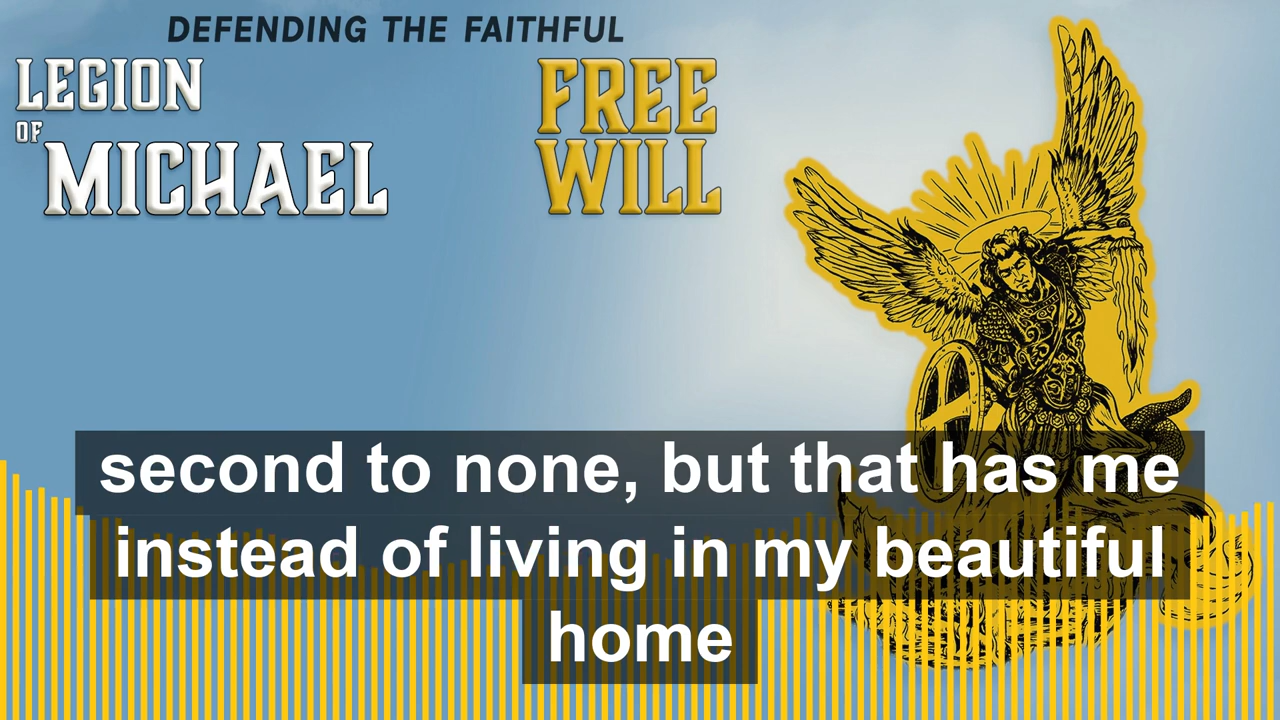 DEFENDING THE FAITHFUL
LEGION
OF
MICHAEL
FREE
WILL
second to none, but that has me
instead of living in my beautiful
home